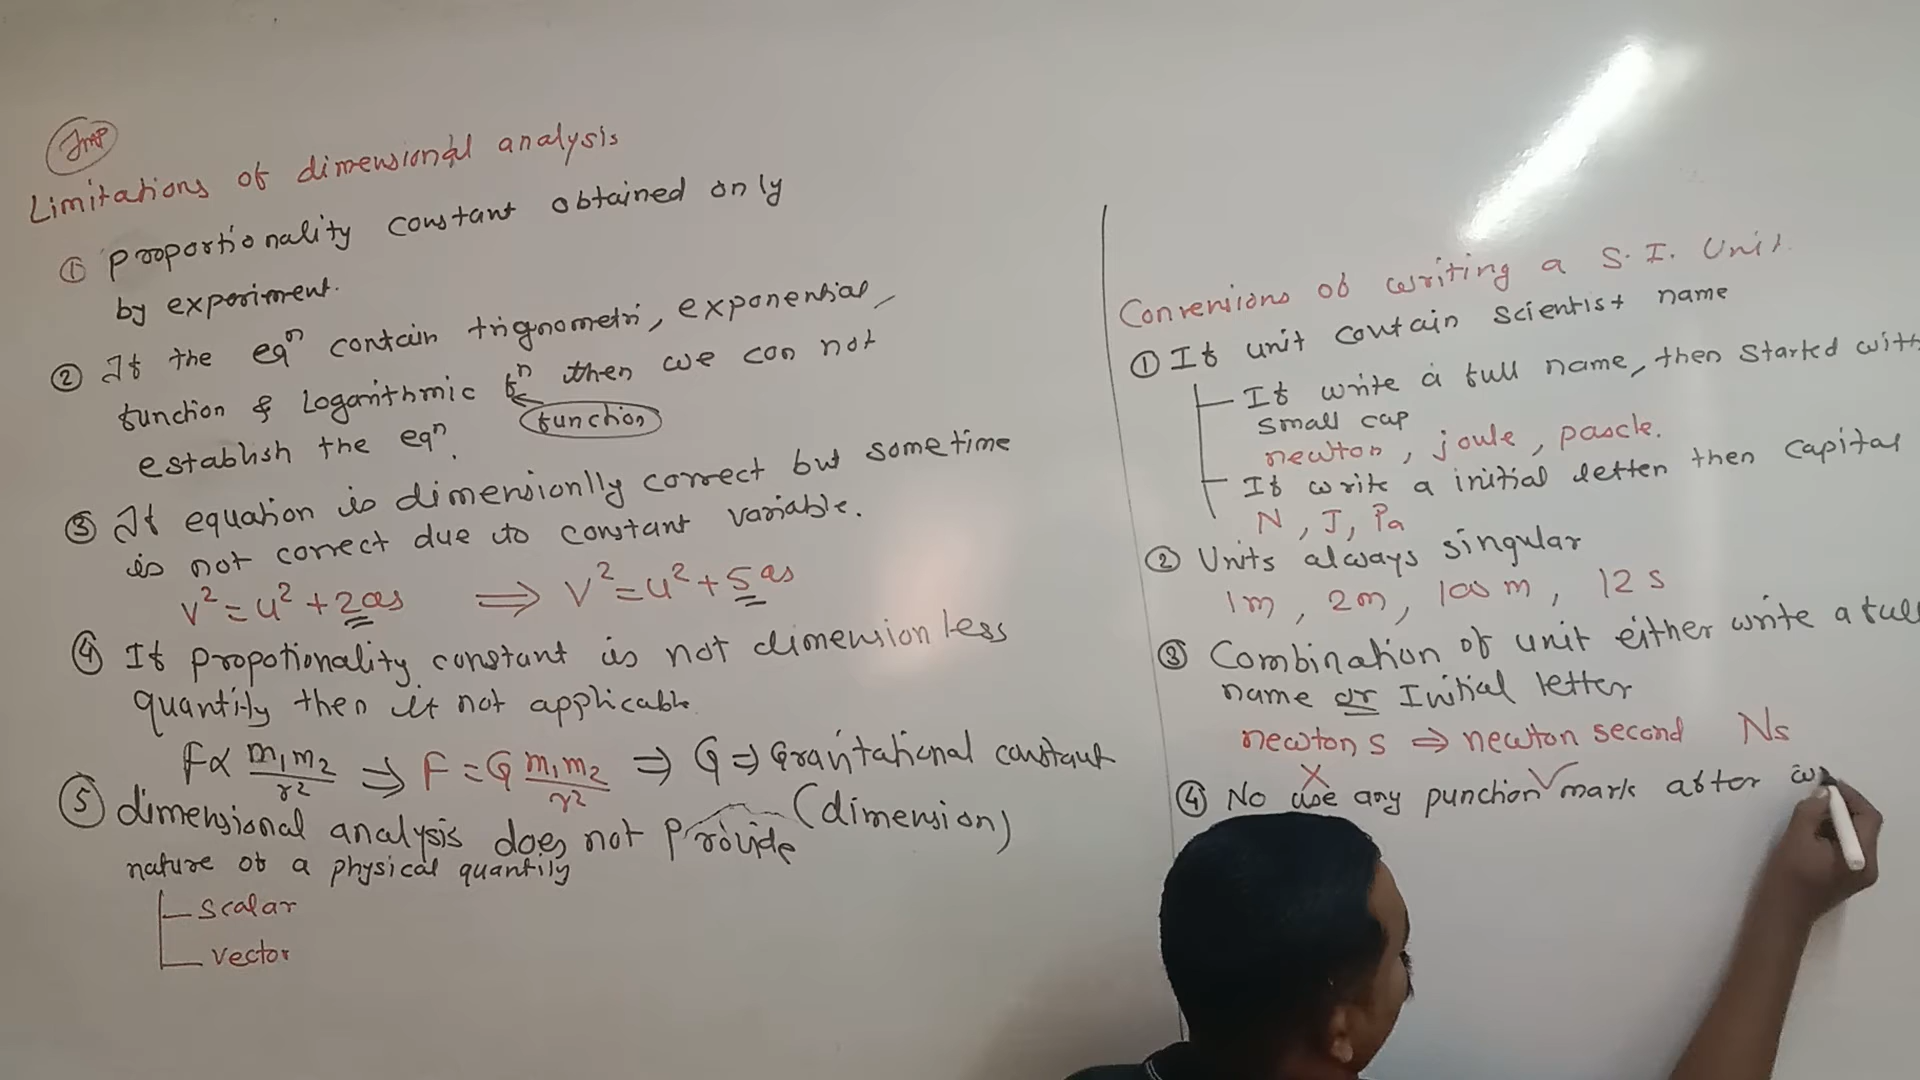 Imp
Limitations of dimensional analysis
① proportionality constant obtained only
by experiment.
② If the eqⁿ contain trignometri, exponential,
function & Logarithmic fⁿ then we can not
function
establish the eqⁿ.
③ If equation is dimensionlly correct but sometime
is not correct due to constant variable.
v² = u² + 2as ⟹ v² = u² + 5as
④ If propotionality constant is not dimensionless
quantity then it not applicable.
F ∝ m₁m₂/r² ⇒ F = G m₁m₂/r² ⇒ G ⇒ Gravitational constant
(dimension)
⑤ dimensional analysis does not provide
nature of a physical quantity
scalar
vector
Convensions of writing a S.I. Unit.
① If unit contain scientist name
If write a full name, then started with
small cap
newton, joule, pascle.
If write a initial letter then capital
N, J, Pa
② Units always singular
1m, 2m, 100 m, 12 s
③ Combination of unit either write a full
name or Initial letter
newton s ⇒ newton second Ns
X ✓
④ No use any punction mark after